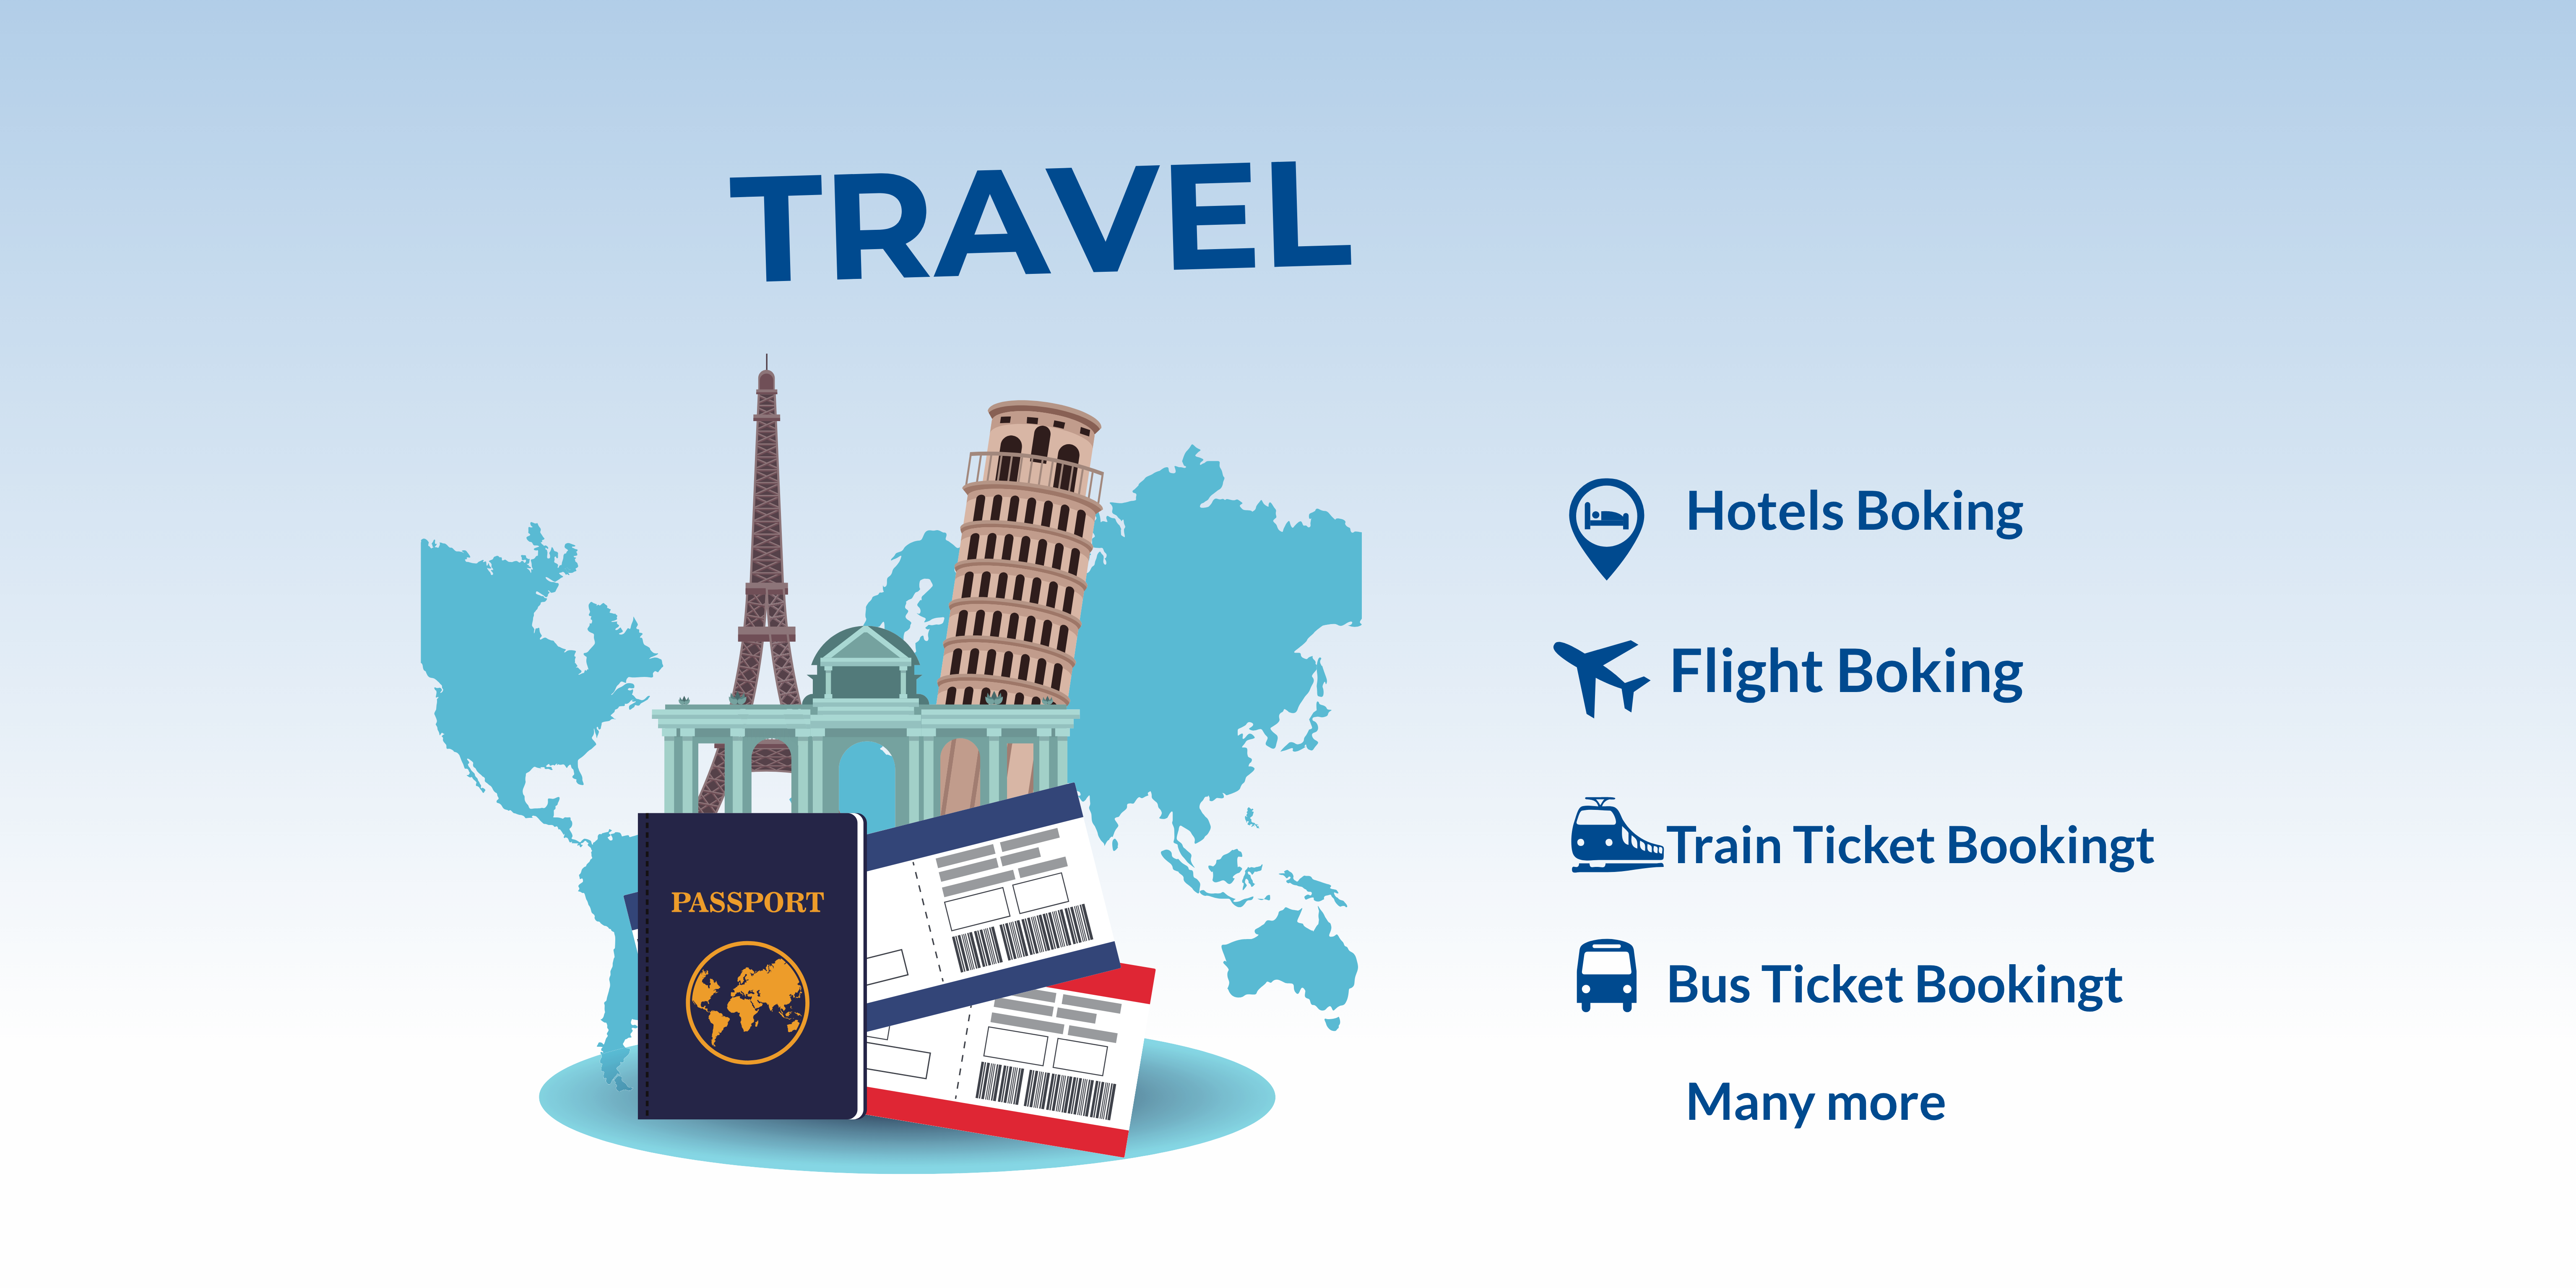 TRAVEL
PASSPORT
Hotels Boking
Flight Boking
Train Ticket Bookingt
Bus Ticket Bookingt
Many more